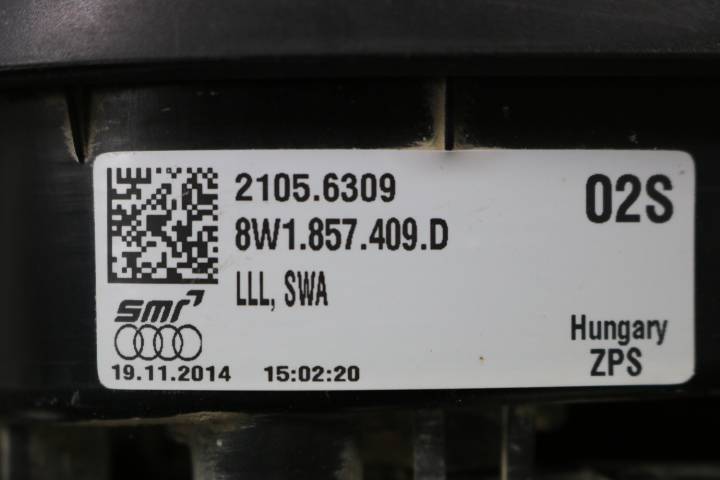 2105.6309
02S
8W1.857.409.D
LLL, SWA
smr
Hungary
ZPS
19.11.2014 15:02:20